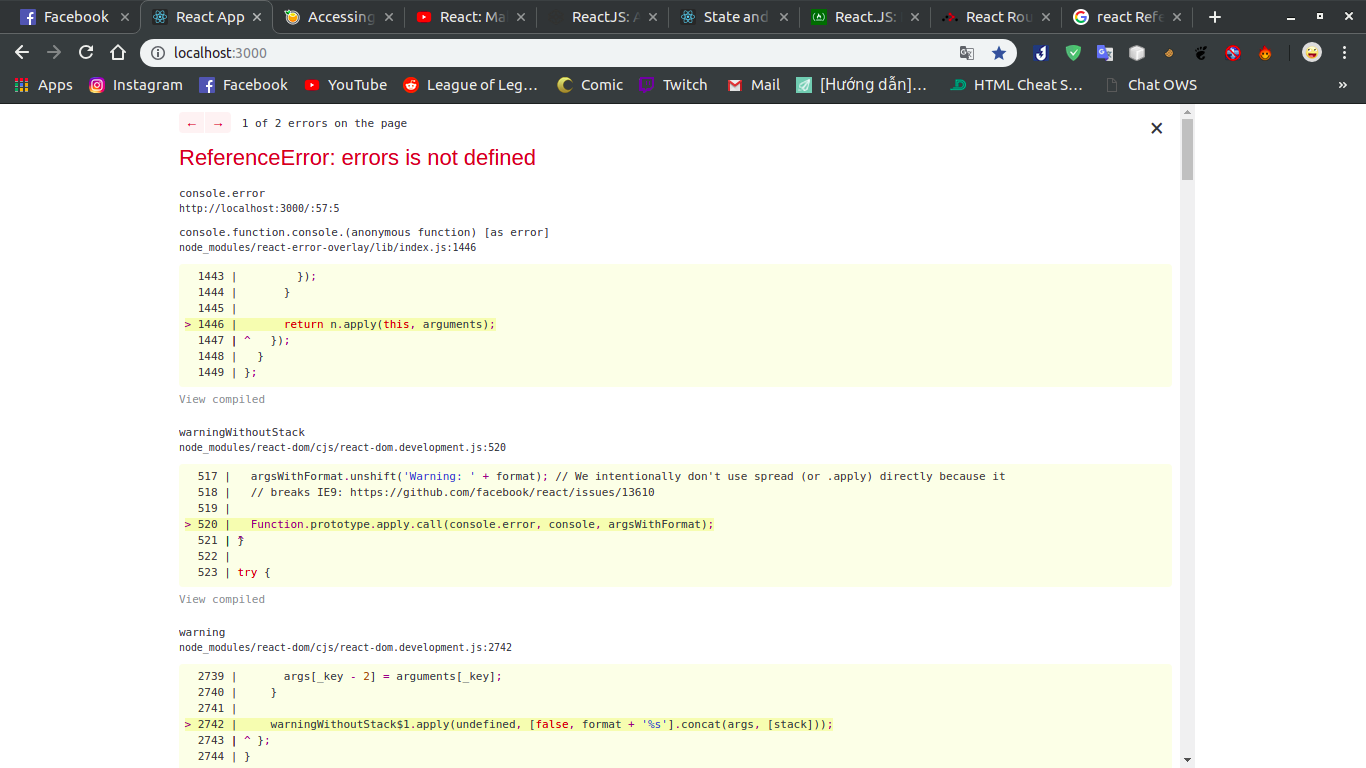 Facebook
React App
Accessing
React: Ma
ReactJS: A
State and
React.JS:
React Rou
react Refe
localhost:3000
Apps
Instagram
Facebook
YouTube
League of Leg...
Comic
Twitch
Mail
[Hướng dẫn]...
HTML Cheat S...
Chat OWS
»
← → 1 of 2 errors on the page
ReferenceError: errors is not defined
console.error
http://localhost:3000/:57:5
console.function.console.(anonymous function) [as error]
node_modules/react-error-overlay/lib/index.js:1446
1443 | });
1444 | }
1445 |
> 1446 | return n.apply(this, arguments);
1447 | ^ });
1448 | }
1449 | };
View compiled
warningWithoutStack
node_modules/react-dom/cjs/react-dom.development.js:520
517 | argsWithFormat.unshift('Warning: ' + format); // We intentionally don't use spread (or .apply) directly because it
518 | // breaks IE9: https://github.com/facebook/react/issues/13610
519 |
> 520 | Function.prototype.apply.call(console.error, console, argsWithFormat);
521 | ^}
522 |
523 | try {
View compiled
warning
node_modules/react-dom/cjs/react-dom.development.js:2742
2739 | args[_key - 2] = arguments[_key];
2740 | }
2741 |
> 2742 | warningWithoutStack$1.apply(undefined, [false, format + '%s'].concat(args, [stack]));
2743 | ^ };
2744 | }